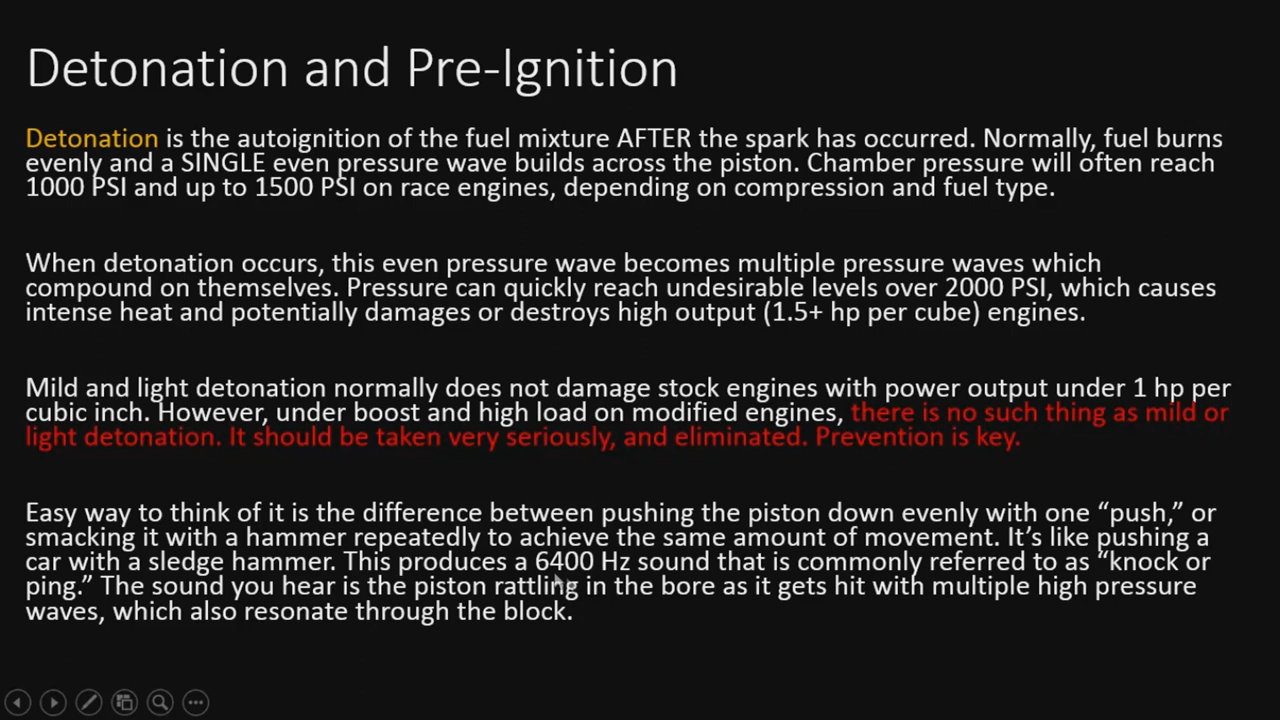 Detonation and Pre-Ignition
Detonation is the autoignition of the fuel mixture AFTER the spark has occurred. Normally, fuel burns
evenly and a SINGLE even pressure wave builds across the piston. Chamber pressure will often reach
1000 PSI and up to 1500 PSI on race engines, depending on compression and fuel type.
When detonation occurs, this even pressure wave becomes multiple pressure waves which
compound on themselves. Pressure can quickly reach undesirable levels over 2000 PSI, which causes
intense heat and potentially damages or destroys high output (1.5+ hp per cube) engines.
Mild and light detonation normally does not damage stock engines with power output under 1 hp per
cubic inch. However, under boost and high load on modified engines, there is no such thing as mild or
light detonation. It should be taken very seriously, and eliminated. Prevention is key.
Easy way to think of it is the difference between pushing the piston down evenly with one “push,” or
smacking it with a hammer repeatedly to achieve the same amount of movement. It’s like pushing a
car with a sledge hammer. This produces a 6400 Hz sound that is commonly referred to as “knock or
ping.” The sound you hear is the piston rattling in the bore as it gets hit with multiple high pressure
waves, which also resonate through the block.